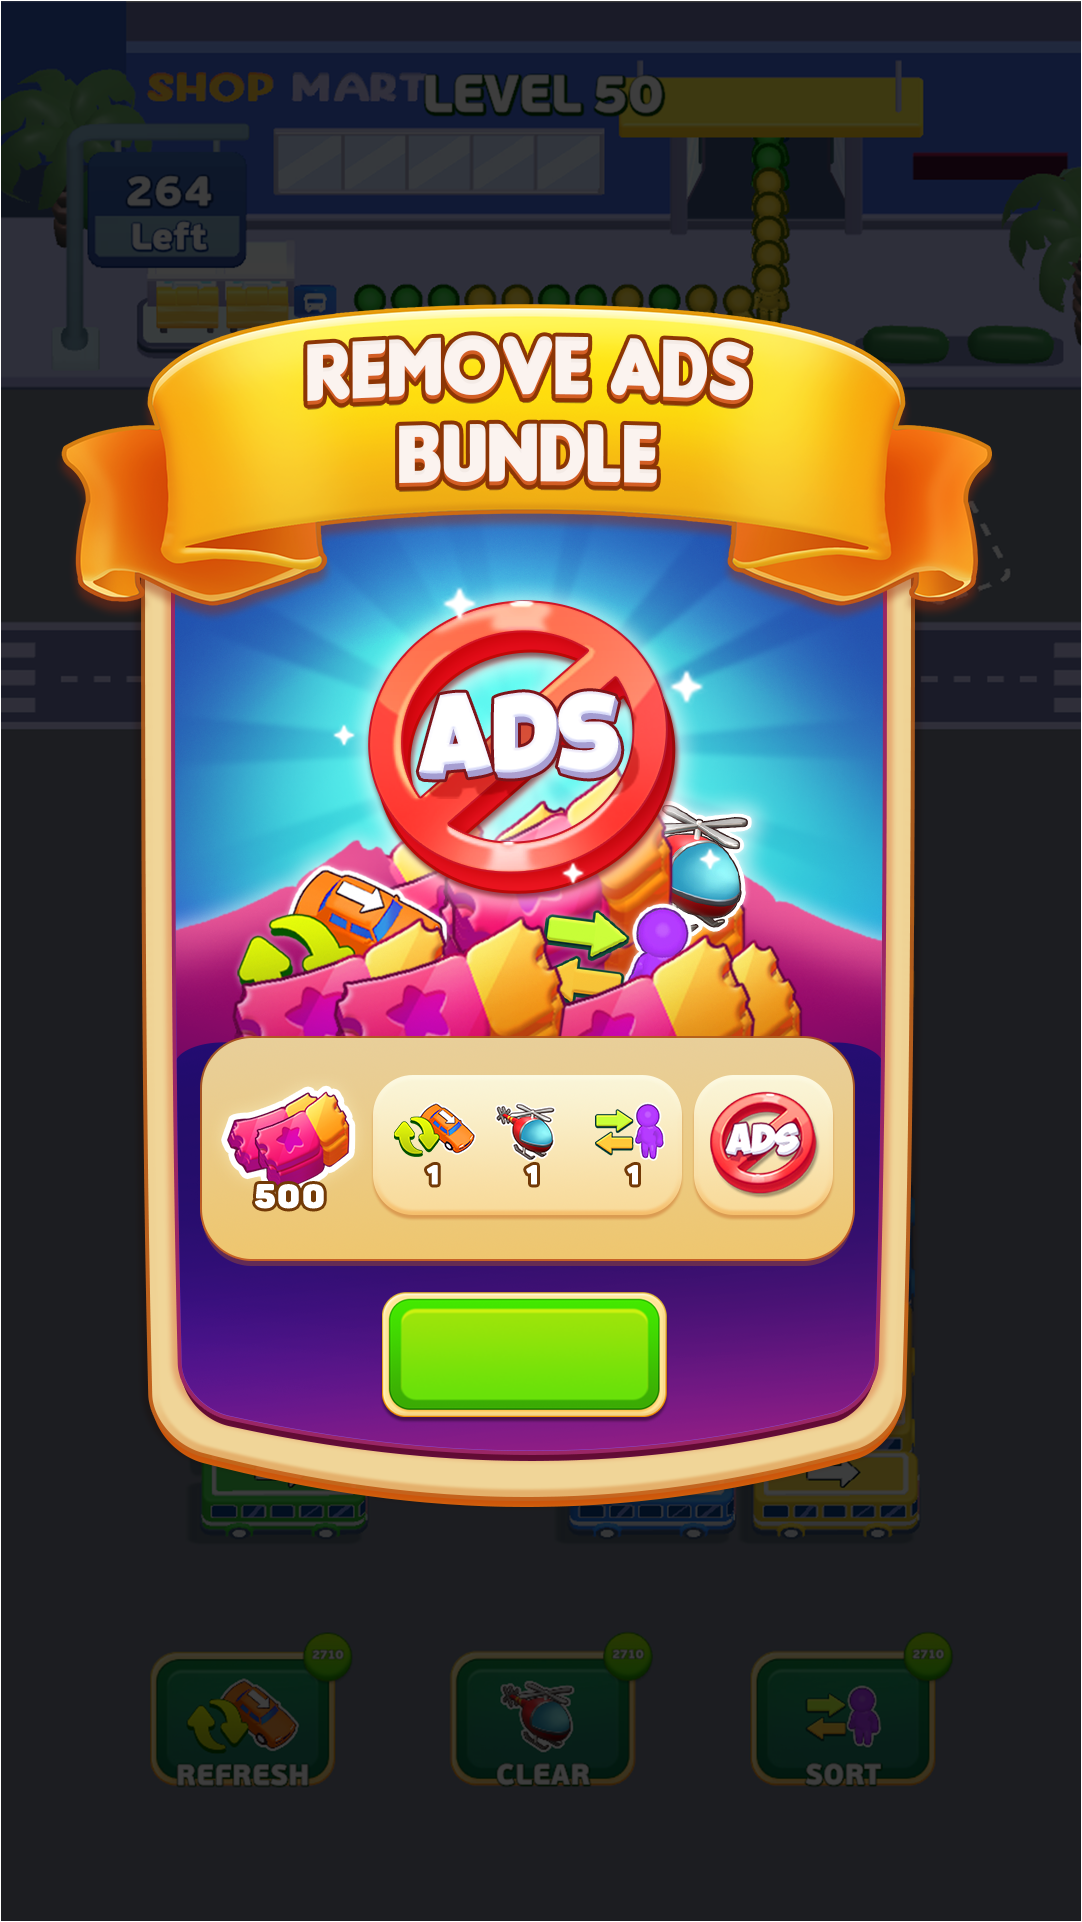 SHOP MART
LEVEL 50
264
Left
REMOVE ADS
BUNDLE
ADS
500
1
1
1
ADS
2710
2710
2710
REFRESH
CLEAR
SORT